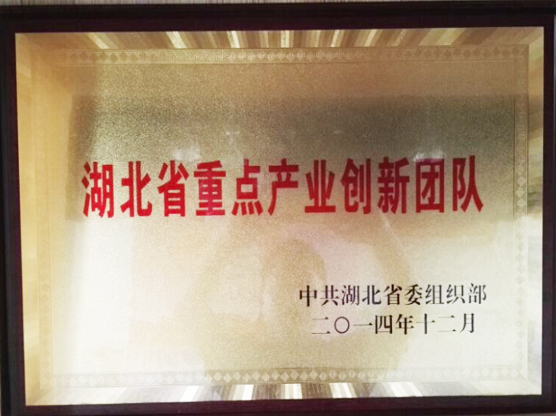 湖北省重点产业创新团队
中共湖北省委组织部
二〇一四年十二月